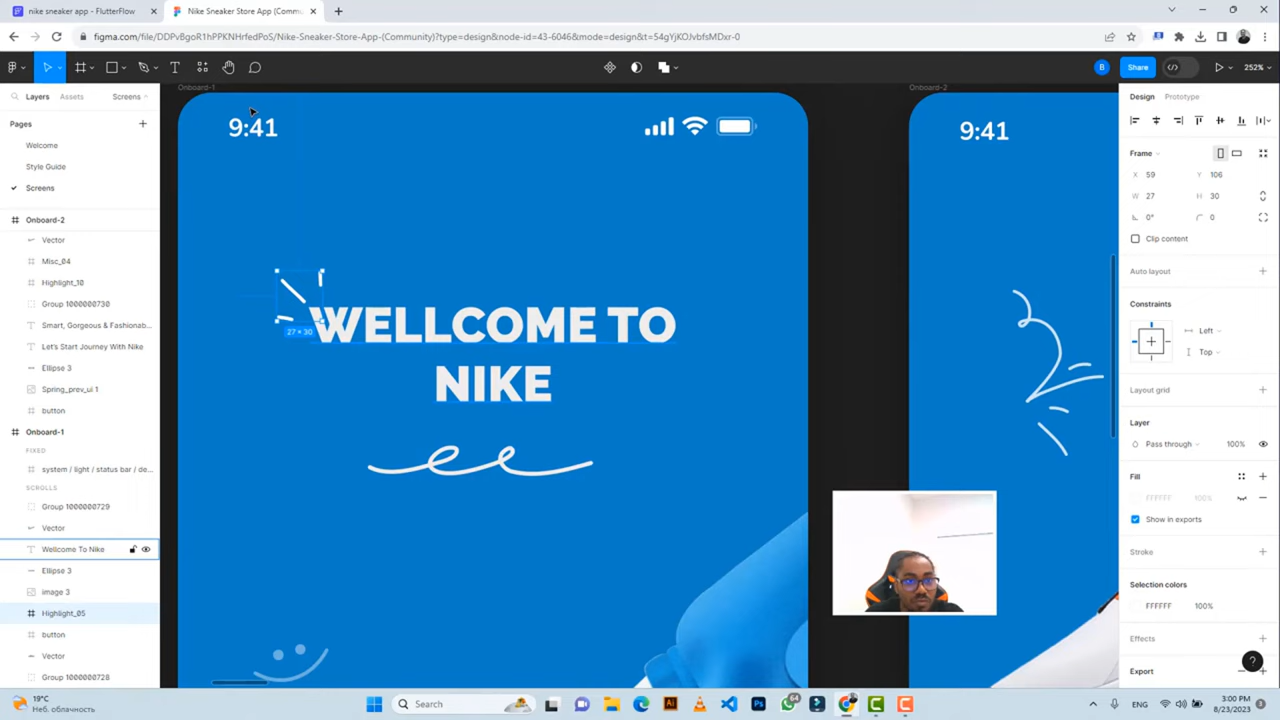 nike sneaker app - FlutterFlow
Nike Sneaker Store App (Commu
figma.com/file/DDPvBgoR1hPPKNHrfedPoS/Nike-Sneaker-Store-App-(Community)?type=design&node-id=43-6046&mode=design&t=54gYjKOJvbfsMDxr-0
B
Share
252%
Layers
Assets
Screens
Pages
Welcome
Style Guide
Screens
Onboard-2
Vector
Misc_04
Highlight_10
Group 1000000730
Smart, Gorgeous & Fashionab...
Let's Start Journey With Nike
Ellipse 3
Spring_prev_ui 1
button
Onboard-1
FIXED
system / light / status bar / de...
SCROLLS
Group 1000000729
Vector
Wellcome To Nike
Ellipse 3
image 3
Highlight_05
button
Vector
Group 1000000728
Onboard-1
9:41
27 × 30
WELLCOME TO
NIKE
Onboard-2
9:41
Design
Prototype
Frame
X 59
Y 106
W 27
H 30
0°
0
Clip content
Auto layout
Constraints
Left
Top
Layout grid
Layer
Pass through
100%
Fill
FFFFFF
100%
Show in exports
Stroke
Selection colors
FFFFFF
100%
Effects
Export
?
19°C
Неб. облачность
Search
64
ENG
3:00 PM
8/23/2023
3